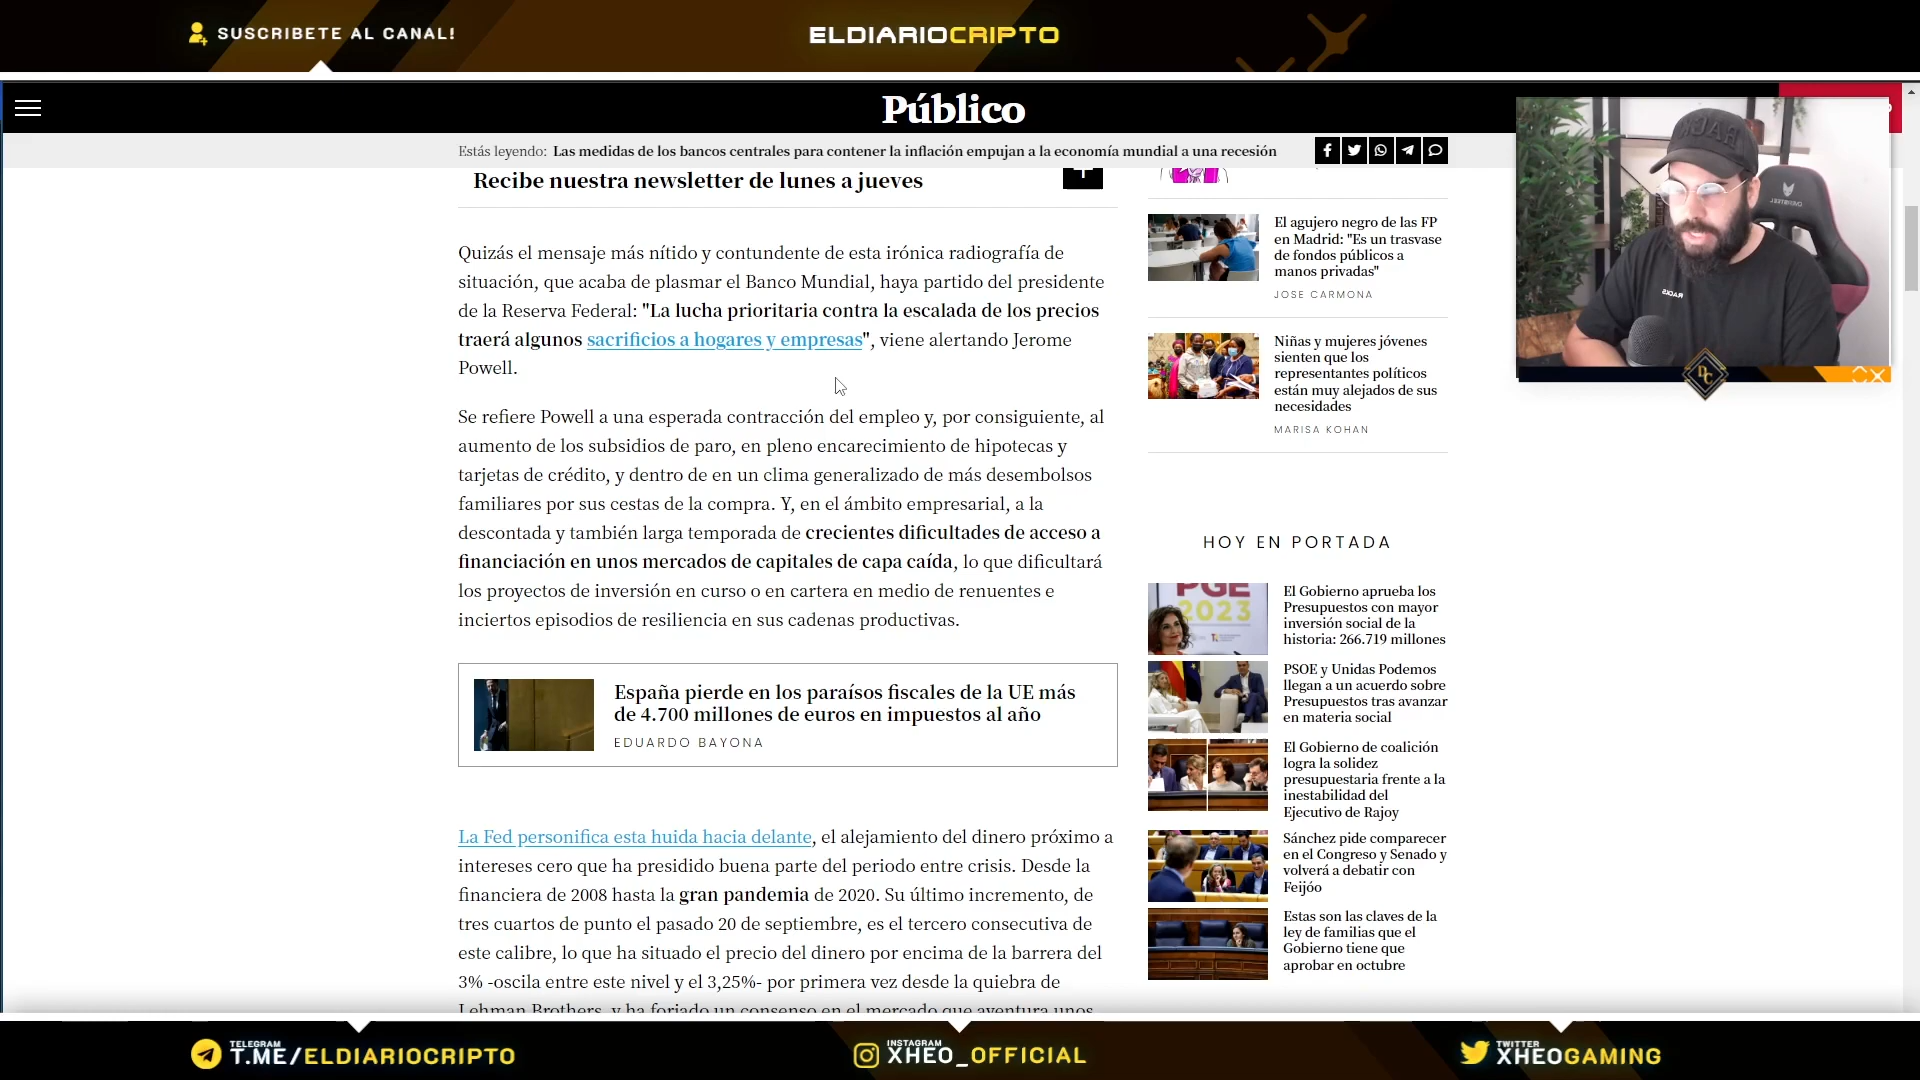 SUSCRIBETE AL CANAL!
ELDIARIOCRIPTO
Público
Estás leyendo: Las medidas de los bancos centrales para contener la inflación empujan a la economía mundial a una recesión
Recibe nuestra newsletter de lunes a jueves
Quizás el mensaje más nítido y contundente de esta irónica radiografía de
situación, que acaba de plasmar el Banco Mundial, haya partido del presidente
de la Reserva Federal: "La lucha prioritaria contra la escalada de los precios
traerá algunos sacrificios a hogares y empresas", viene alertando Jerome
Powell.
Se refiere Powell a una esperada contracción del empleo y, por consiguiente, al
aumento de los subsidios de paro, en pleno encarecimiento de hipotecas y
tarjetas de crédito, y dentro de en un clima generalizado de más desembolsos
familiares por sus cestas de la compra. Y, en el ámbito empresarial, a la
descontada y también larga temporada de crecientes dificultades de acceso a
financiación en unos mercados de capitales de capa caída, lo que dificultará
los proyectos de inversión en curso o en cartera en medio de renuentes e
inciertos episodios de resiliencia en sus cadenas productivas.
España pierde en los paraísos fiscales de la UE más
de 4.700 millones de euros en impuestos al año
EDUARDO BAYONA
La Fed personifica esta huida hacia delante, el alejamiento del dinero próximo a
intereses cero que ha presidido buena parte del periodo entre crisis. Desde la
financiera de 2008 hasta la gran pandemia de 2020. Su último incremento, de
tres cuartos de punto el pasado 20 de septiembre, es el tercero consecutiva de
este calibre, lo que ha situado el precio del dinero por encima de la barrera del
3% -oscila entre este nivel y el 3,25%- por primera vez desde la quiebra de
Lehman Brothers, y ha forjado un consenso en el mercado que aventura unos
El agujero negro de las FP
en Madrid: "Es un trasvase
de fondos públicos a
manos privadas"
JOSE CARMONA
Niñas y mujeres jóvenes
sienten que los
representantes políticos
están muy alejados de sus
necesidades
MARISA KOHAN
HOY EN PORTADA
PGE
2023
El Gobierno aprueba los
Presupuestos con mayor
inversión social de la
historia: 266.719 millones
PSOE y Unidas Podemos
llegan a un acuerdo sobre
Presupuestos tras avanzar
en materia social
El Gobierno de coalición
logra la solidez
presupuestaria frente a la
inestabilidad del
Ejecutivo de Rajoy
Sánchez pide comparecer
en el Congreso y Senado y
volverá a debatir con
Feijóo
Estas son las claves de la
ley de familias que el
Gobierno tiene que
aprobar en octubre
DC
TELEGRAM
T.ME/ELDIARIOCRIPTO
INSTAGRAM
XHEO_OFFICIAL
TWITTER
XHEOGAMING